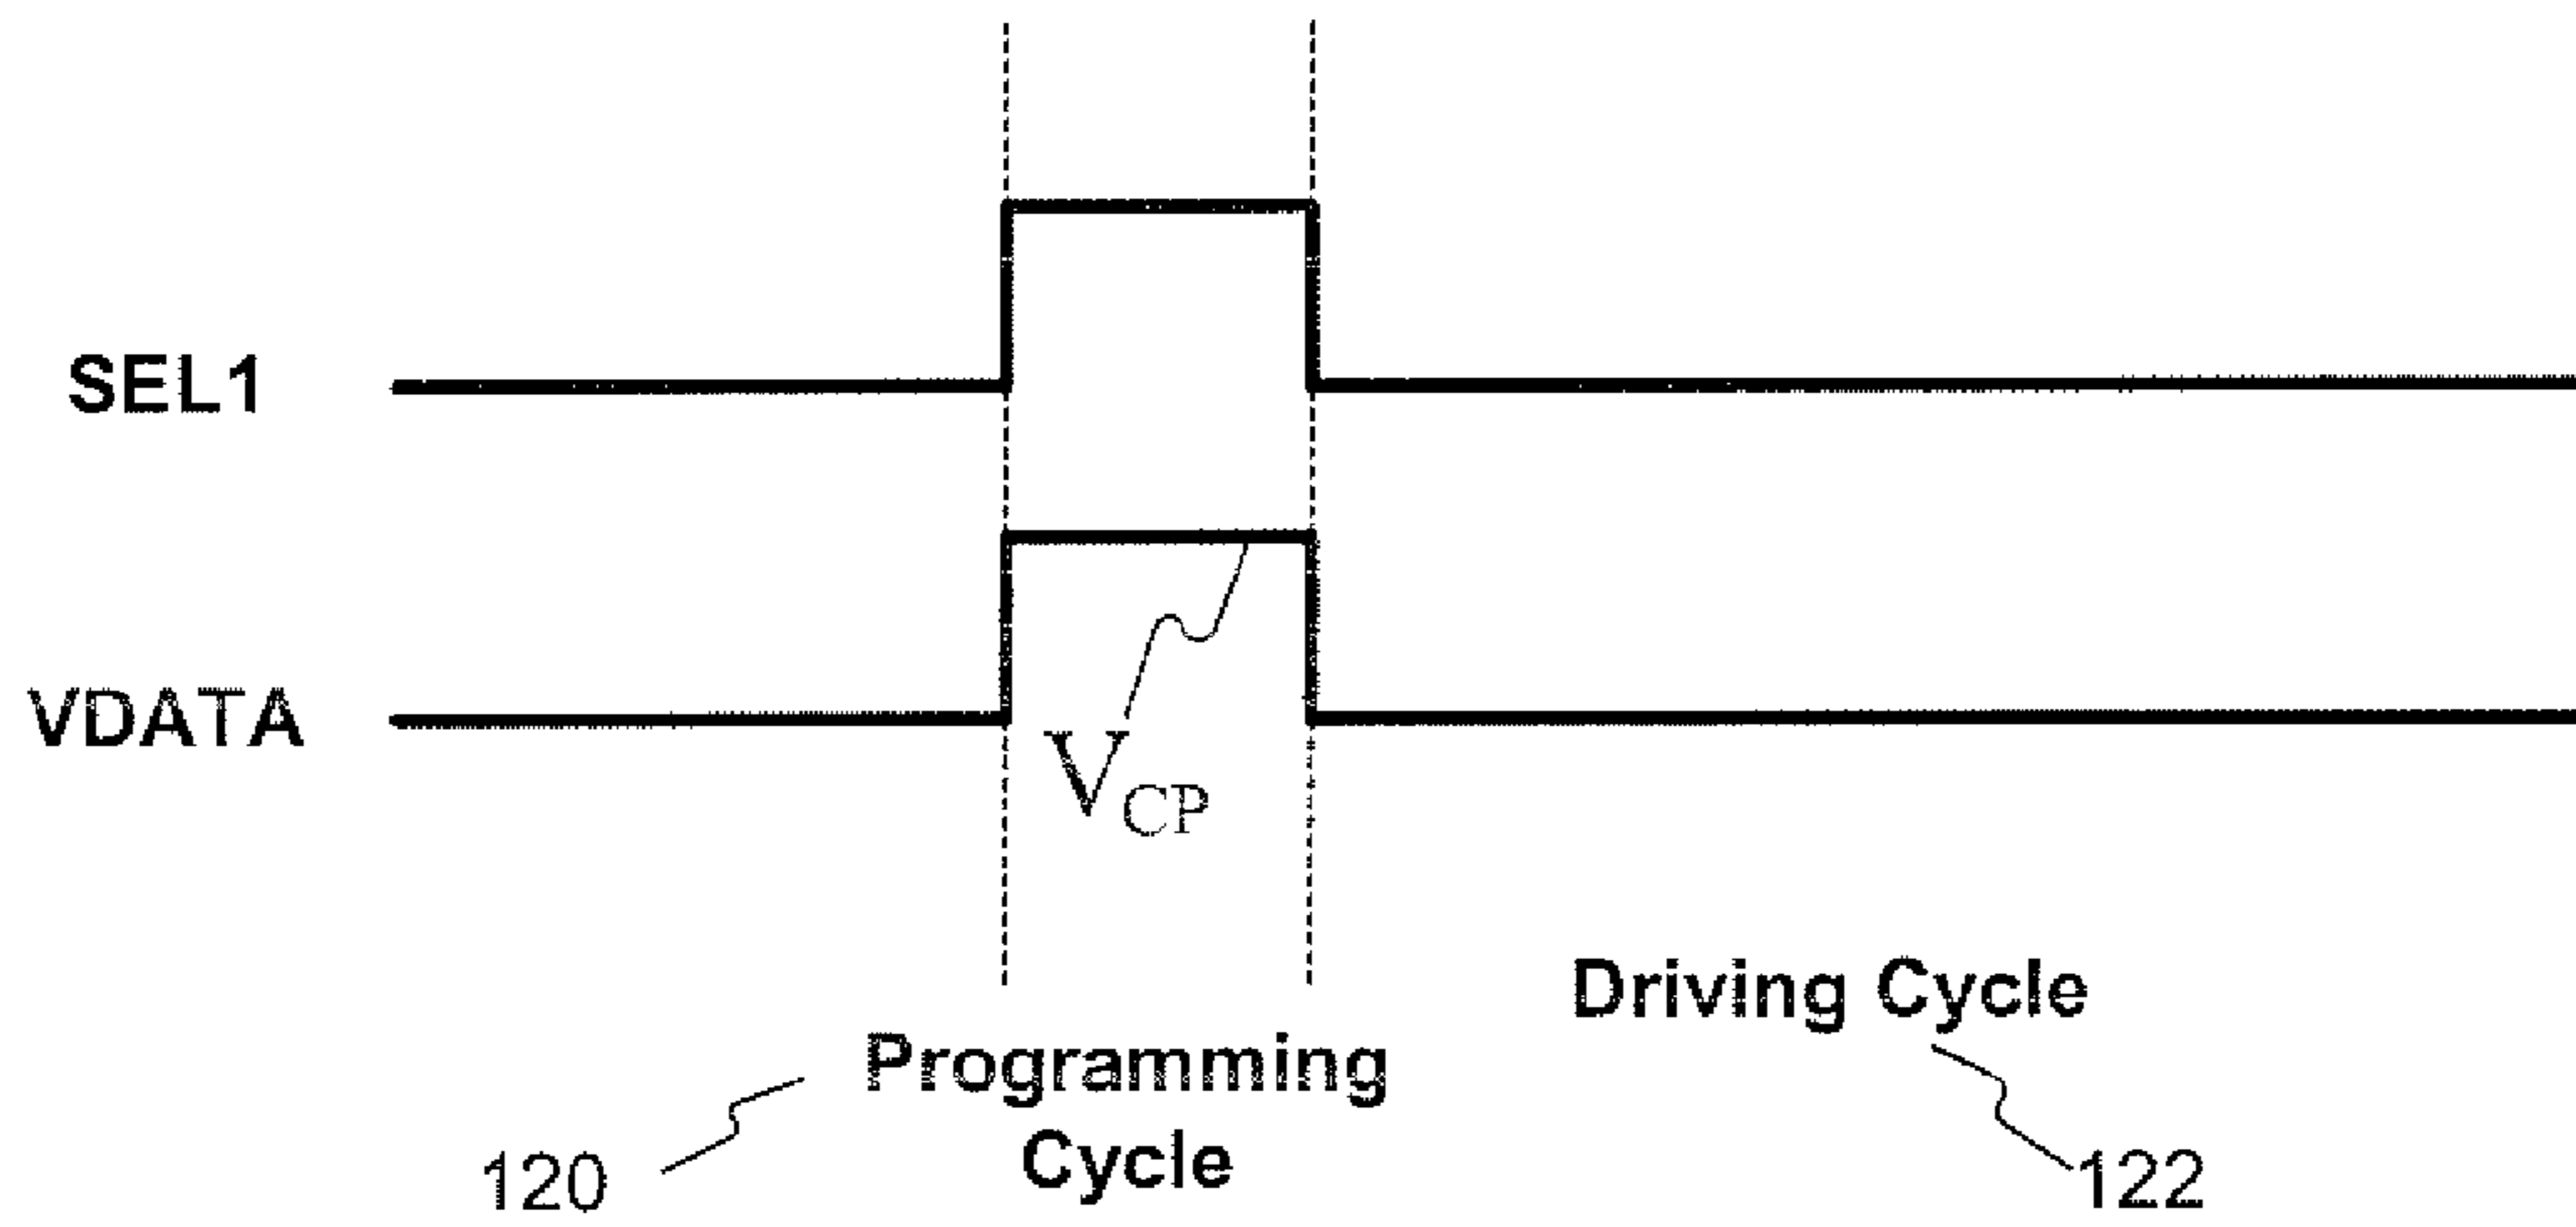 SEL1
VDATA
VCP
Driving Cycle
Programming
Cycle
120
122